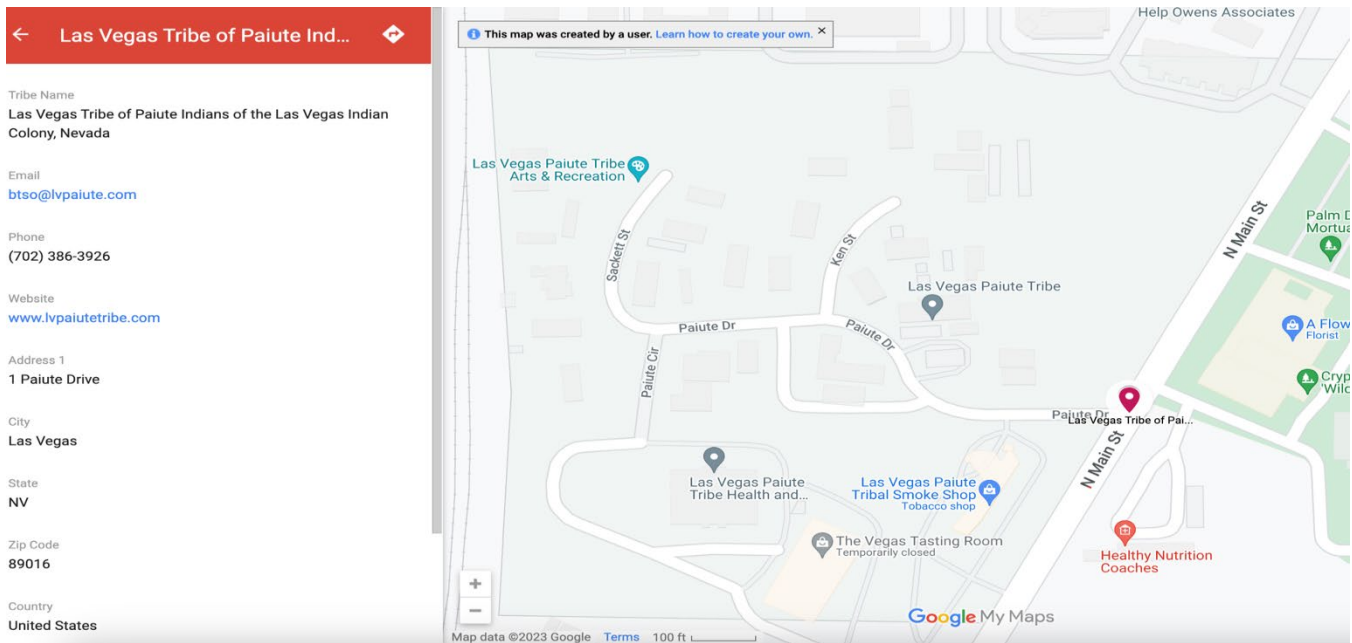 Las Vegas Tribe of Paiute Ind...
Tribe Name
Las Vegas Tribe of Paiute Indians of the Las Vegas Indian
Colony, Nevada
Email
btso@lvpaiute.com
Phone
(702) 386-3926
Website
www.lvpaiutetribe.com
Address 1
1 Paiute Drive
City
Las Vegas
State
NV
Zip Code
89016
Country
United States
This map was created by a user. Learn how to create your own.
Help Owens Associates
Las Vegas Paiute Tribe
Arts & Recreation
Sackett St
Ken St
N Main St
Palm D
Mortua
Las Vegas Paiute Tribe
Paiute Dr
Paiute Dr
A Flow
Florist
Paiute Cir
Cryp
'Wild
Paiute Dr
Las Vegas Tribe of Pai...
N Main St
Las Vegas Paiute
Tribe Health and...
Las Vegas Paiute
Tribal Smoke Shop
Tobacco shop
The Vegas Tasting Room
Temporarily closed
Healthy Nutrition
Coaches
Google My Maps
Map data ©2023 Google Terms 100 ft